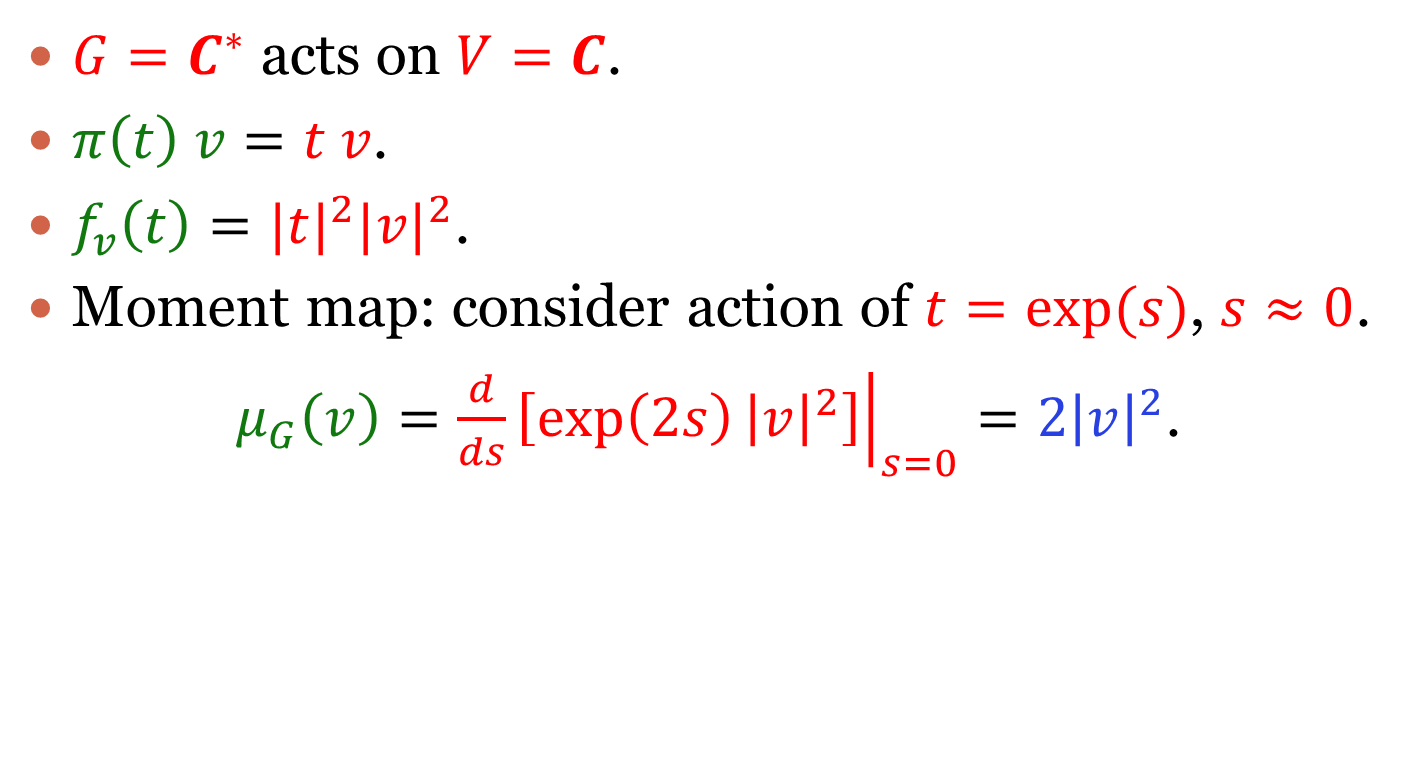 • G = C* acts on V = C.
• π(t) v = t v.
• f_v(t) = |t|²|v|².
• Moment map: consider action of t = exp(s), s ≈ 0.
μ_G(v) = d/ds [exp(2s) |v|²]|_{s=0} = 2|v|².